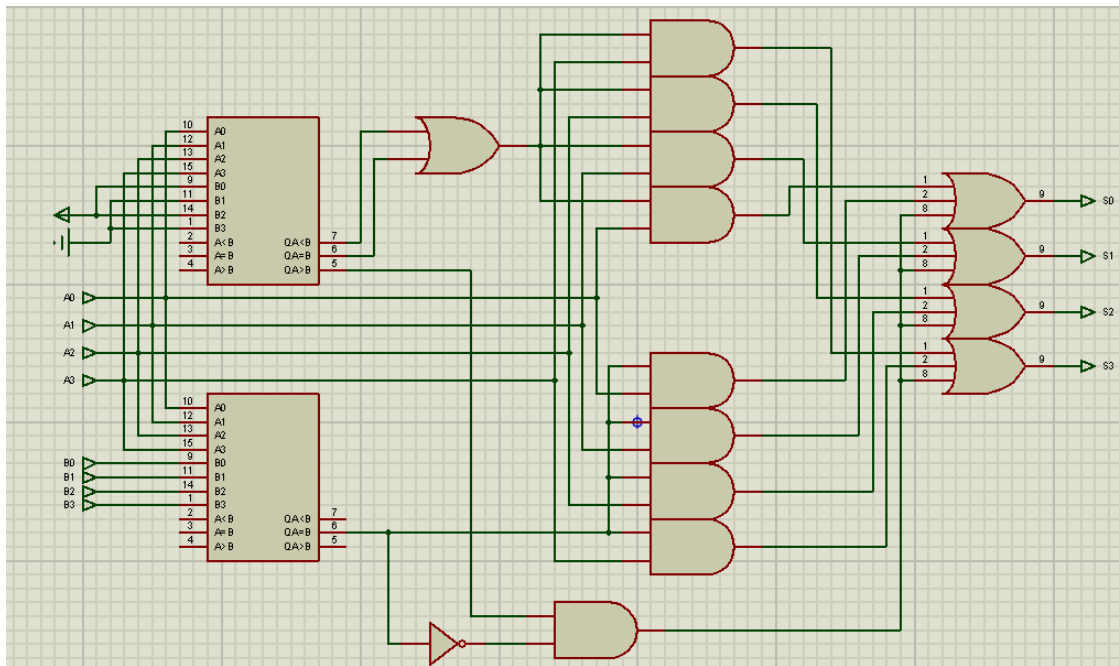 10 A0
12 A1
13 A2
15 A3
9 B0
11 B1
14 B2
1 B3
2 A<B QA<B 7
3 A=B QA=B 6
4 A>B QA>B 5
A0
A1
A2
A3
10 A0
12 A1
13 A2
15 A3
B0 9 B0
B1 11 B1
B2 14 B2
B3 1 B3
2 A<B QA<B 7
3 A=B QA=B 6
4 A>B QA>B 5
1
2 9 S0
8
1
2 9 S1
8
1
2 9 S2
8
1
2 9 S3
8